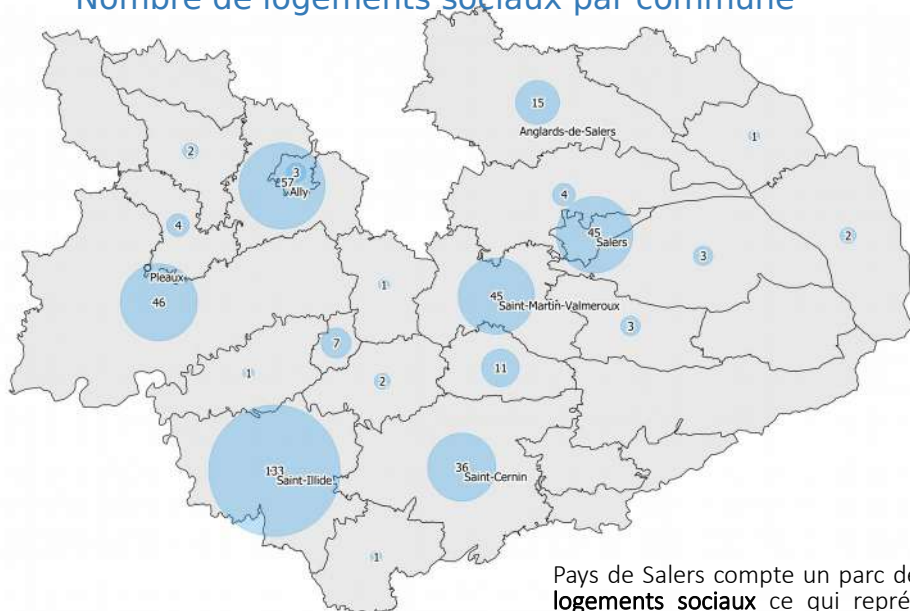 Nombre de logements sociaux par commune
15
Anglards-de-Salers
1
2
3
57
Ally
4
4
45
Salers
2
3
Pleaux
46
1
45
Saint-Martin-Valmeroux
3
7
11
1
2
133
Saint-Illide
36
Saint-Cernin
1
Pays de Salers compte un parc de
logements sociaux ce qui repré